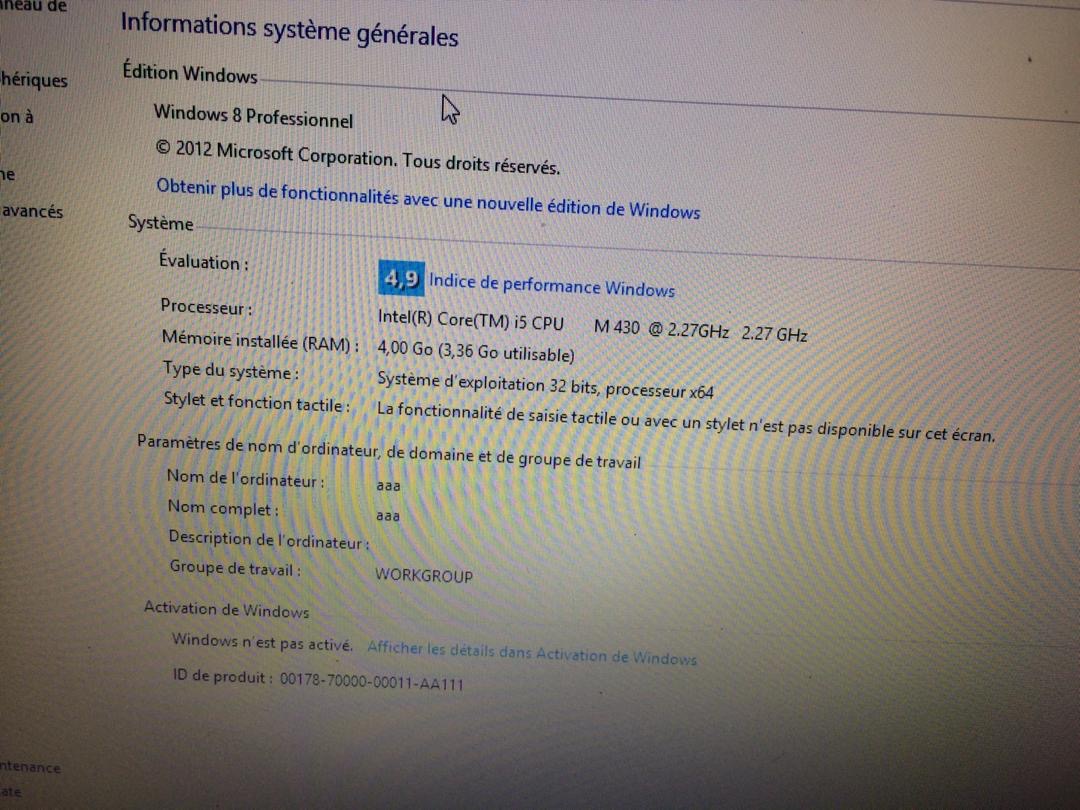 neau de
Informations système générales
Édition Windows
hériques
Windows 8 Professionnel
on à
© 2012 Microsoft Corporation. Tous droits réservés.
ne
Obtenir plus de fonctionnalités avec une nouvelle édition de Windows
avancés
Système
Évaluation :
4,9 Indice de performance Windows
Processeur : Intel(R) Core(TM) i5 CPU M 430 @ 2.27GHz 2.27 GHz
Mémoire installée (RAM) : 4,00 Go (3,36 Go utilisable)
Type du système : Système d'exploitation 32 bits, processeur x64
Stylet et fonction tactile : La fonctionnalité de saisie tactile ou avec un stylet n'est pas disponible sur cet écran.
Paramètres de nom d'ordinateur, de domaine et de groupe de travail
Nom de l'ordinateur : aaa
Nom complet : aaa
Description de l'ordinateur :
Groupe de travail : WORKGROUP
Activation de Windows
Windows n'est pas activé. Afficher les détails dans Activation de Windows
ID de produit : 00178-70000-00011-AA111
ntenance
ate